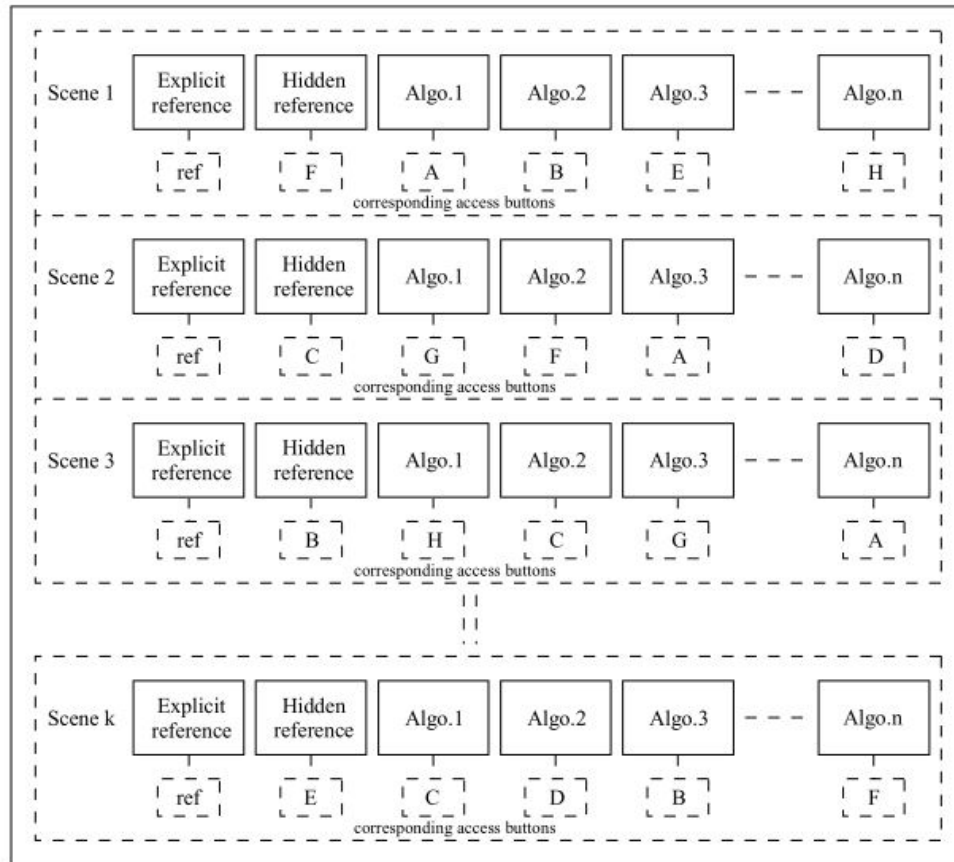 Scene 1
Explicit
reference
Hidden
reference
Algo.1
Algo.2
Algo.3
Algo.n
ref
F
A
B
E
H
corresponding access buttons
Scene 2
Explicit
reference
Hidden
reference
Algo.1
Algo.2
Algo.3
Algo.n
ref
C
G
F
A
D
corresponding access buttons
Scene 3
Explicit
reference
Hidden
reference
Algo.1
Algo.2
Algo.3
Algo.n
ref
B
H
C
G
A
corresponding access buttons
Scene k
Explicit
reference
Hidden
reference
Algo.1
Algo.2
Algo.3
Algo.n
ref
E
C
D
B
F
corresponding access buttons